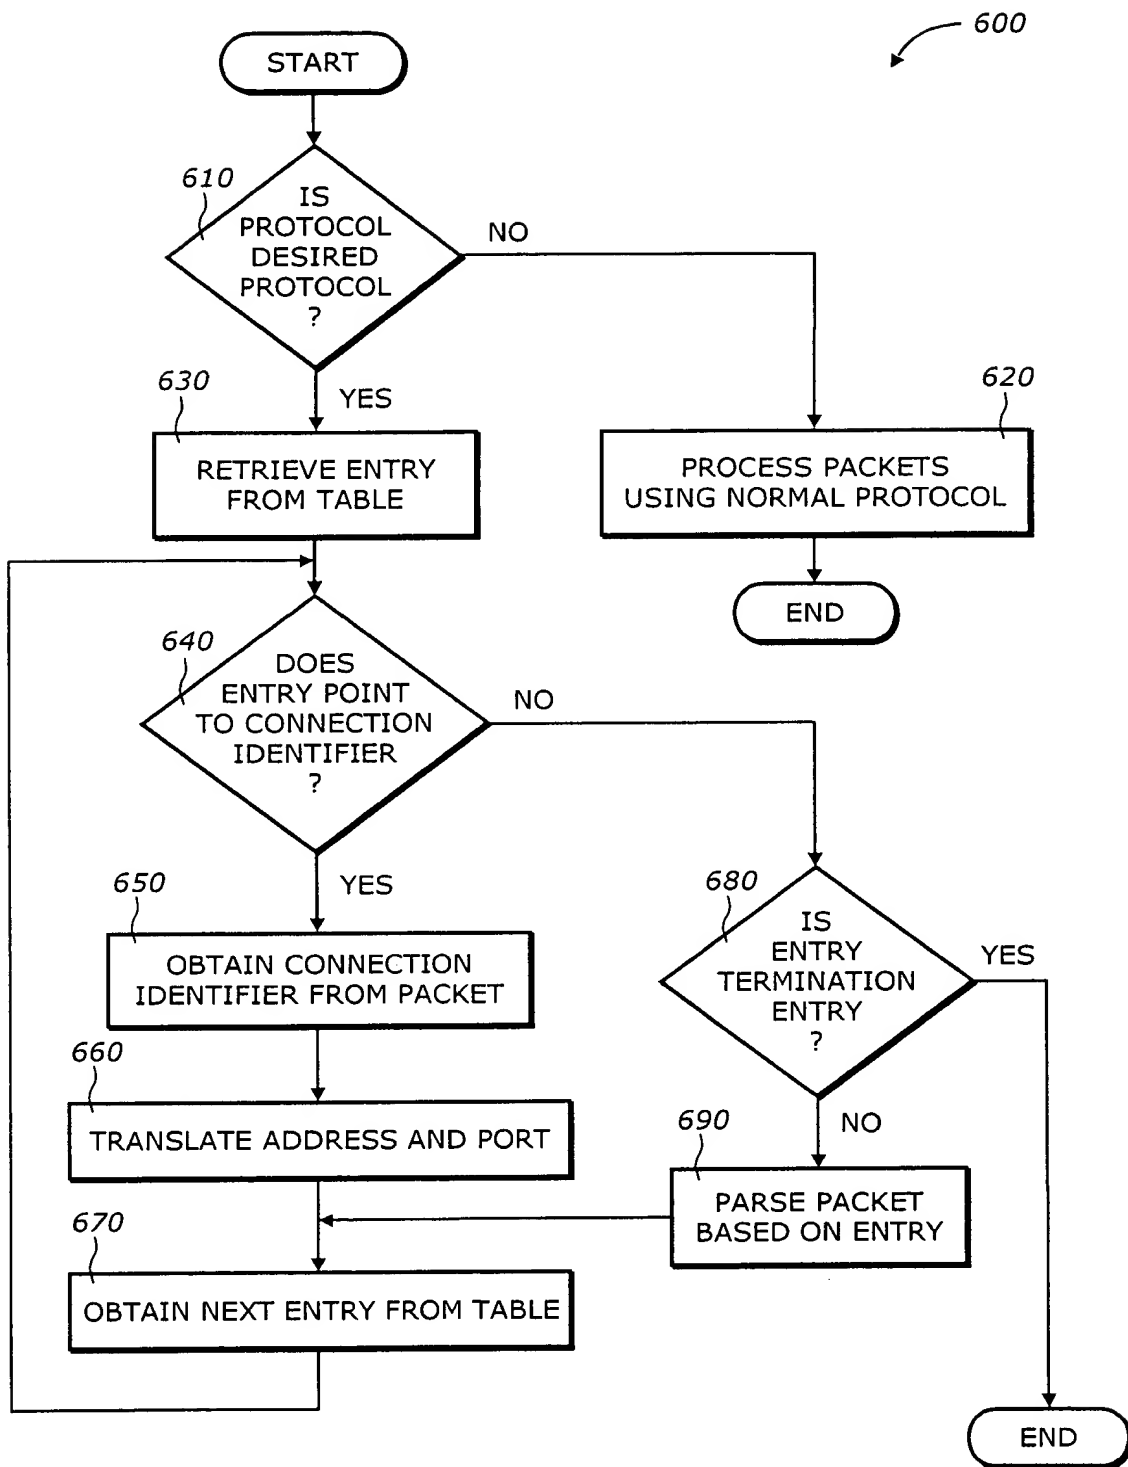 600
START
610
IS
PROTOCOL
DESIRED
PROTOCOL
?
NO
YES
630
RETRIEVE ENTRY
FROM TABLE
620
PROCESS PACKETS
USING NORMAL PROTOCOL
END
640
DOES
ENTRY POINT
TO CONNECTION
IDENTIFIER
?
NO
YES
650
OBTAIN CONNECTION
IDENTIFIER FROM PACKET
680
IS
ENTRY
TERMINATION
ENTRY
?
YES
NO
660
TRANSLATE ADDRESS AND PORT
690
PARSE PACKET
BASED ON ENTRY
670
OBTAIN NEXT ENTRY FROM TABLE
END